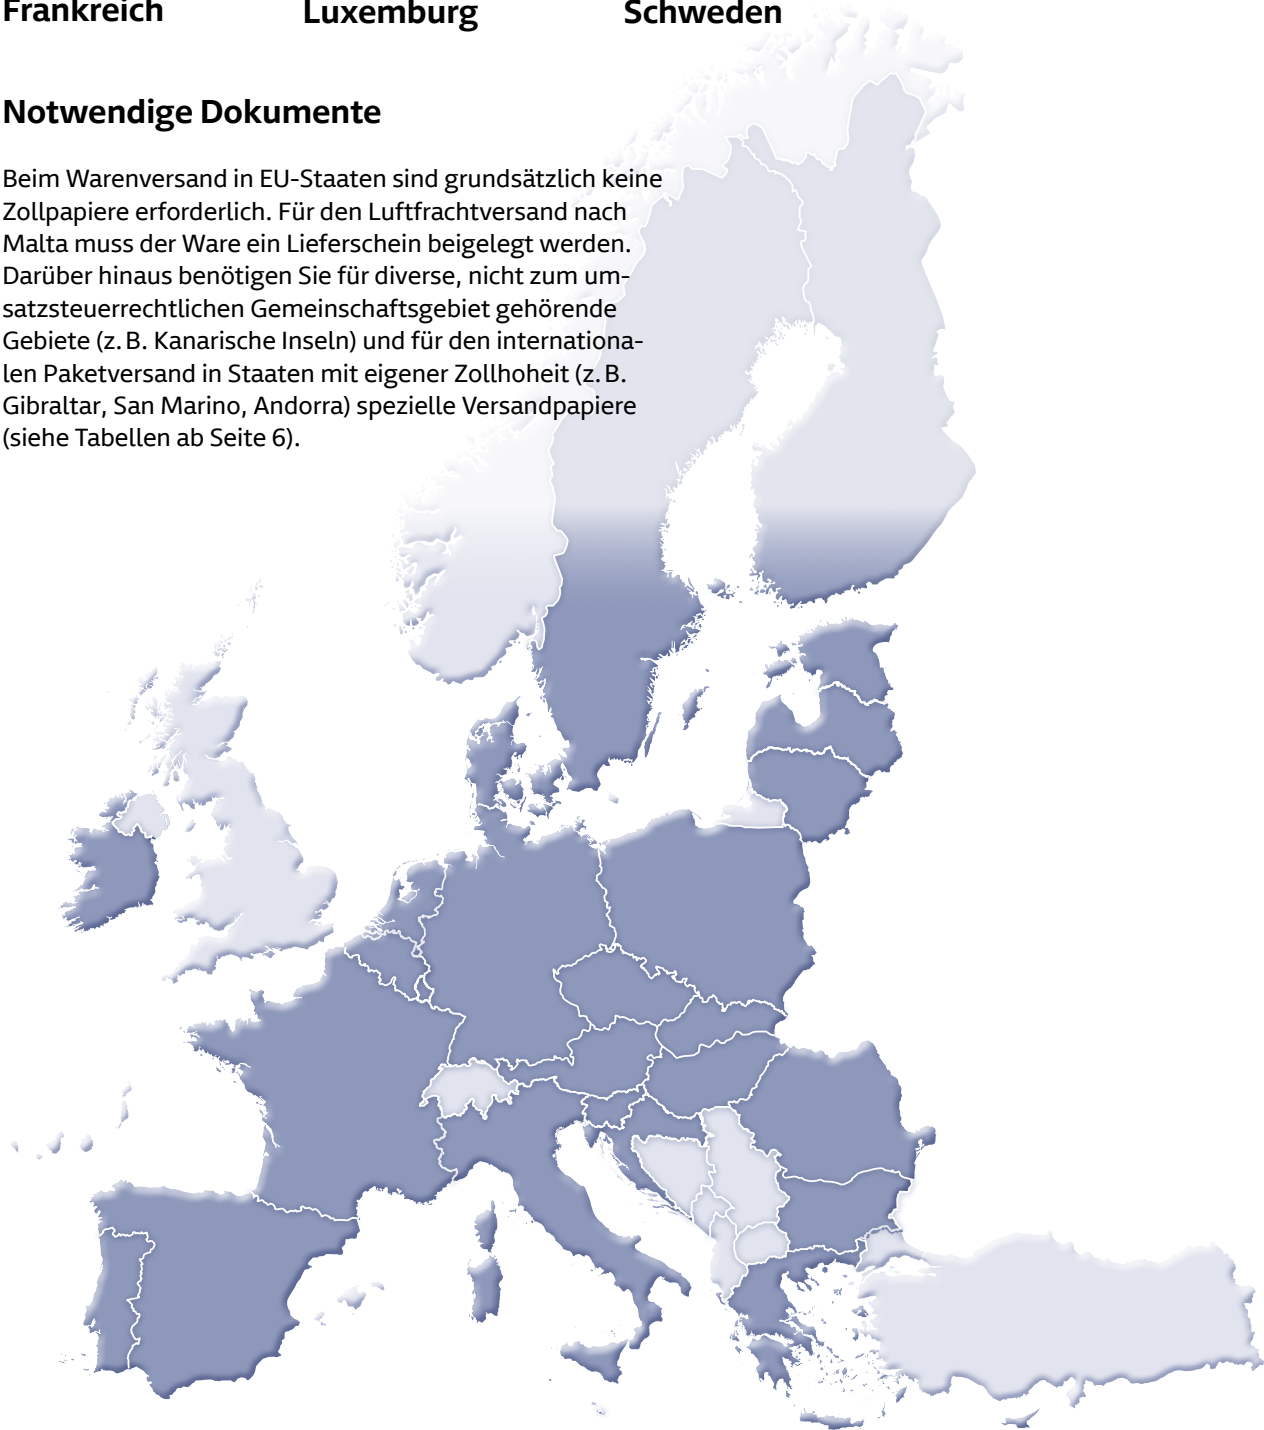 Frankreich Luxemburg Schweden
Notwendige Dokumente
Beim Warenversand in EU-Staaten sind grundsätzlich keine
Zollpapiere erforderlich. Für den Luftfrachtversand nach
Malta muss der Ware ein Lieferschein beigelegt werden.
Darüber hinaus benötigen Sie für diverse, nicht zum um-
satzsteuerrechtlichen Gemeinschaftsgebiet gehörende
Gebiete (z. B. Kanarische Inseln) und für den internationa-
len Paketversand in Staaten mit eigener Zollhoheit (z. B.
Gibraltar, San Marino, Andorra) spezielle Versandpapiere
(siehe Tabellen ab Seite 6).